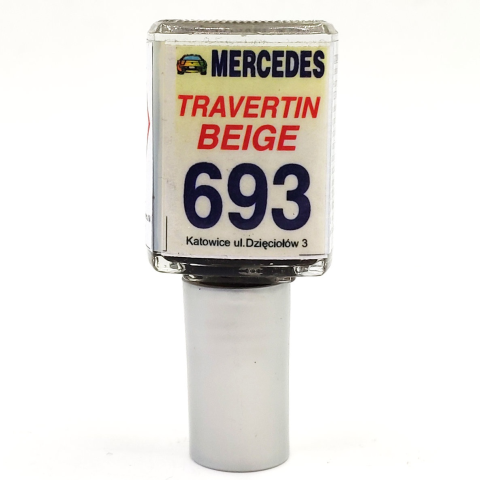 MERCEDES
TRAVERTIN
BEIGE
693
Katowice ul.Dzięciołów 3